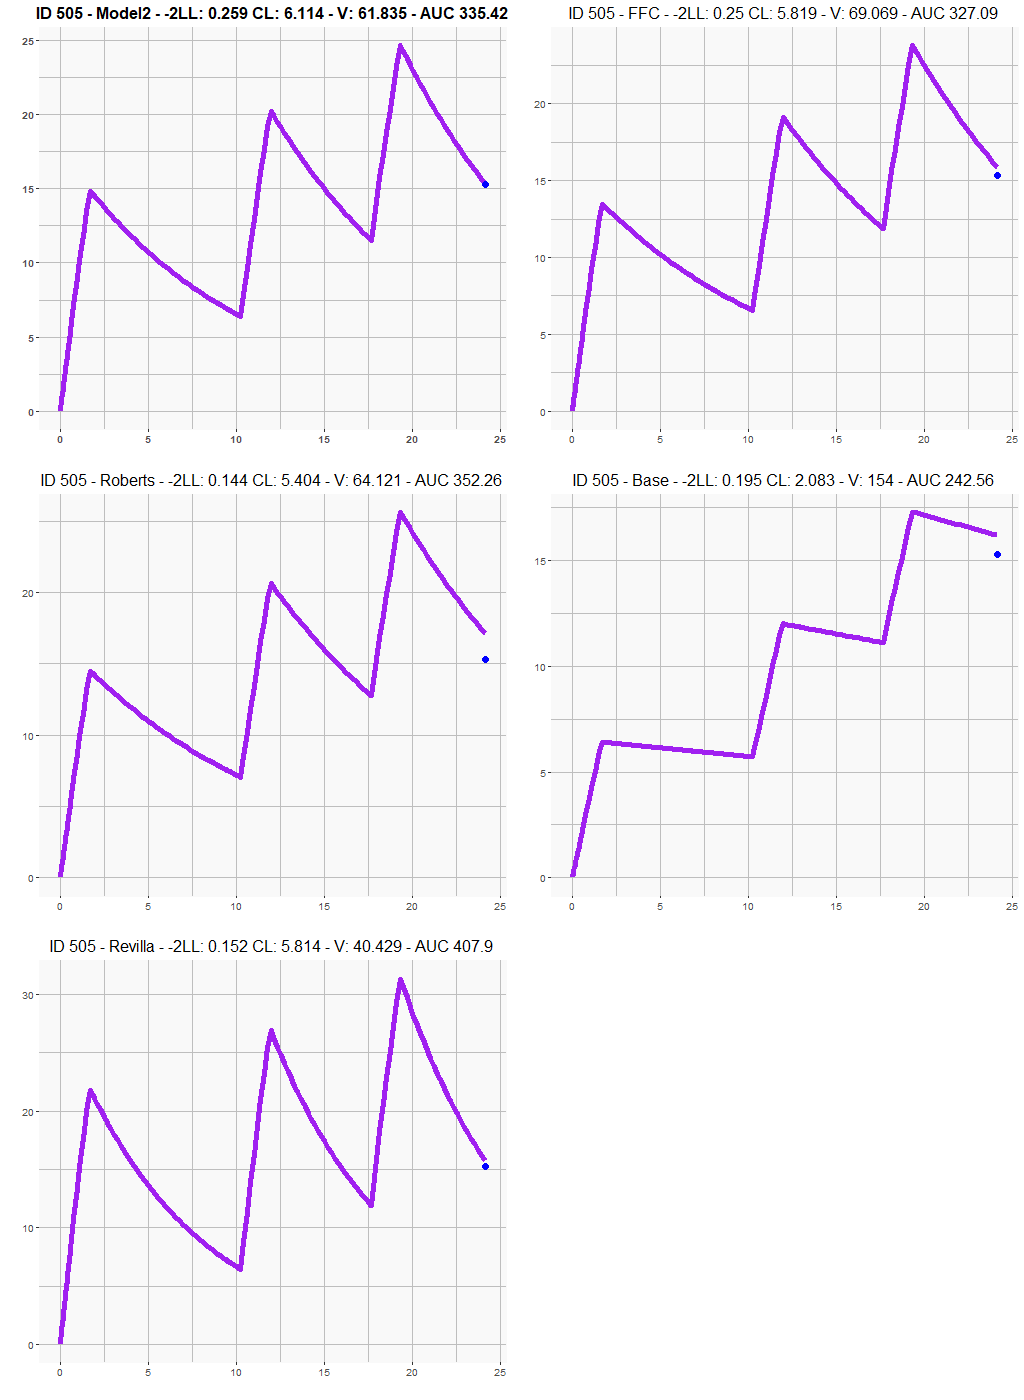 ID 505 - Model2 - -2LL: 0.259 CL: 6.114 - V: 61.835 - AUC 335.42
25
20
15
10
5
0
0 5 10 15 20 25
ID 505 - FFC - -2LL: 0.25 CL: 5.819 - V: 69.069 - AUC 327.09
20
15
10
5
0
0 5 10 15 20 25
ID 505 - Roberts - -2LL: 0.144 CL: 5.404 - V: 64.121 - AUC 352.26
20
10
0
0 5 10 15 20 25
ID 505 - Base - -2LL: 0.195 CL: 2.083 - V: 154 - AUC 242.56
15
10
5
0
0 5 10 15 20 25
ID 505 - Revilla - -2LL: 0.152 CL: 5.814 - V: 40.429 - AUC 407.9
30
20
10
0
0 5 10 15 20 25